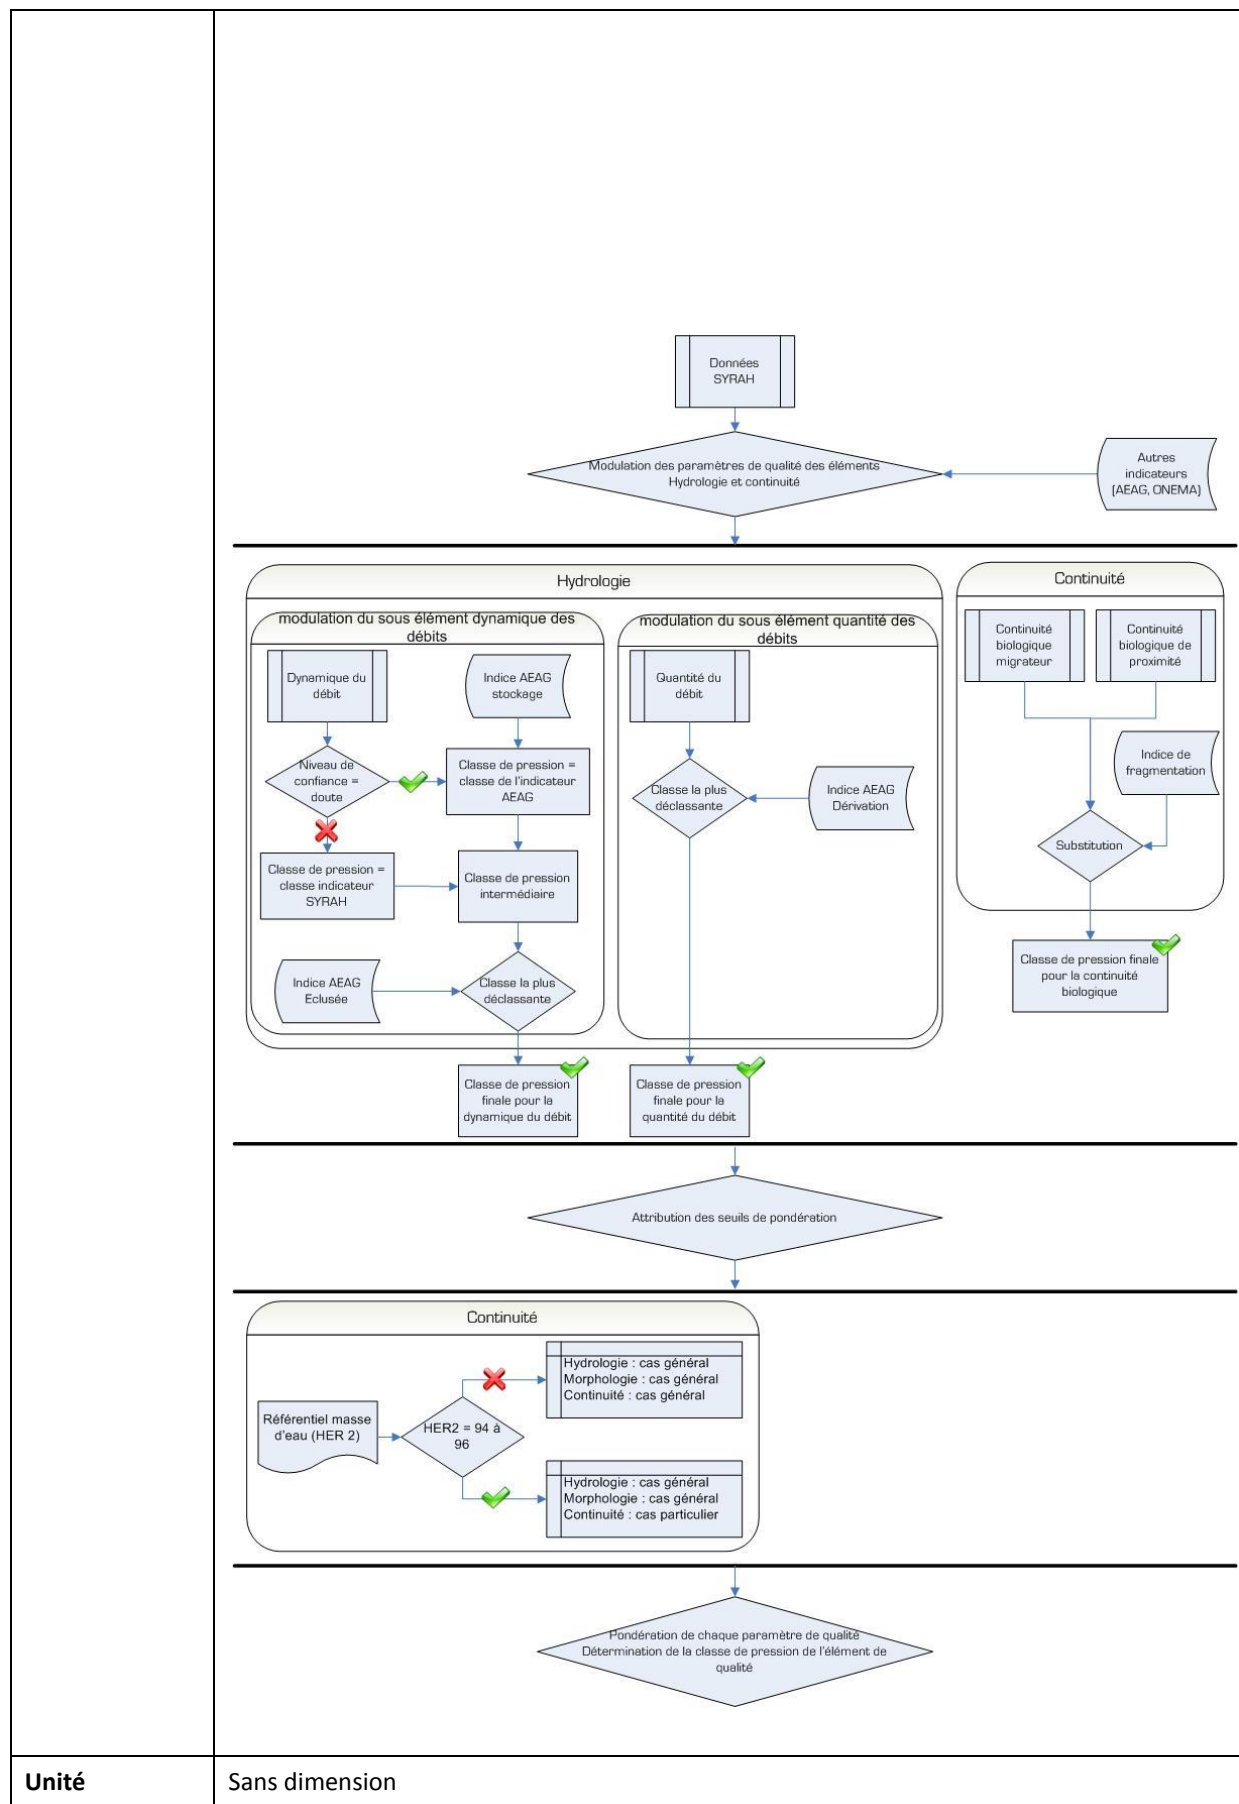 Données
SYRAH
Modulation des paramètres de qualité des éléments
Hydrologie et continuité
Autres
indicateurs
(AEAG, ONEMA)
Hydrologie
modulation du sous élément dynamique des
débits
Dynamique du
débit
Indice AEAG
stockage
Niveau de
confiance =
doute
Classe de pression =
classe de l'indicateur
AEAG
Classe de pression =
classe indicateur
SYRAH
Classe de pression
intermédiaire
Indice AEAG
Eclusée
Classe la plus
déclassante
Classe de pression
finale pour la
dynamique du débit
modulation du sous élément quantité des
débits
Quantité du
débit
Classe la plus
déclassante
Indice AEAG
Dérivation
Classe de pression
finale pour la
quantité du débit
Continuité
Continuité
biologique
migrateur
Continuité
biologique de
proximité
Indice de
fragmentation
Substitution
Classe de pression finale
pour la continuité
biologique
Attribution des seuils de pondération
Continuité
Référentiel masse
d'eau (HER 2)
HER2 = 94 à
96
Hydrologie : cas général
Morphologie : cas général
Continuité : cas général
Hydrologie : cas général
Morphologie : cas général
Continuité : cas particulier
Pondération de chaque paramètre de qualité
Détermination de la classe de pression de l'élément de
qualité
Unité
Sans dimension